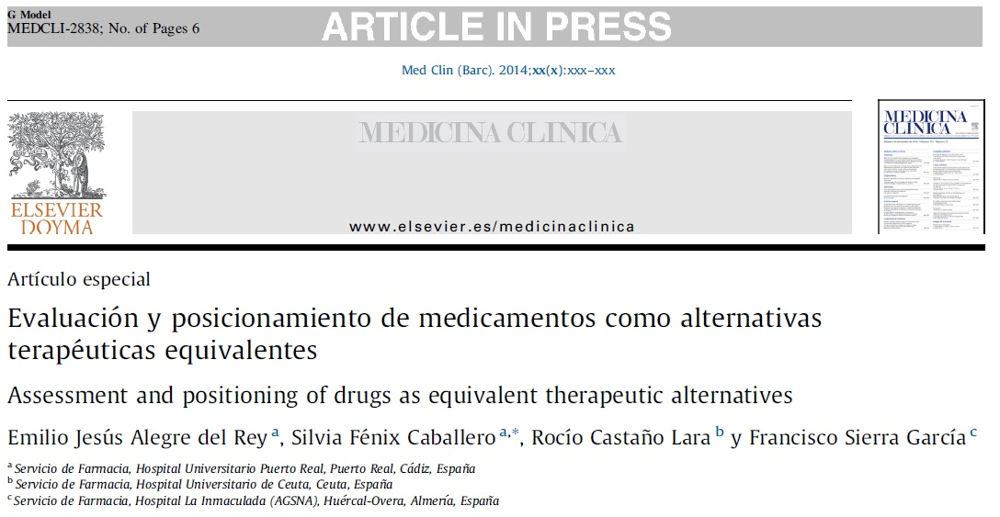 G Model
MEDCLI-2838; No. of Pages 6
ARTICLE IN PRESS
Med Clin (Barc). 2014;xx(x):xxx–xxx
ELSEVIER
DOYMA
MEDICINA CLINICA
www.elsevier.es/medicinaclinica
MEDICINA
CLINICA
Artículo especial
Evaluación y posicionamiento de medicamentos como alternativas
terapéuticas equivalentes
Assessment and positioning of drugs as equivalent therapeutic alternatives
Emilio Jesús Alegre del Rey a, Silvia Fénix Caballero a,*, Rocío Castaño Lara b y Francisco Sierra García c
a Servicio de Farmacia, Hospital Universitario Puerto Real, Puerto Real, Cádiz, España
b Servicio de Farmacia, Hospital Universitario de Ceuta, Ceuta, España
c Servicio de Farmacia, Hospital La Inmaculada (AGSNA), Huércal-Overa, Almería, España